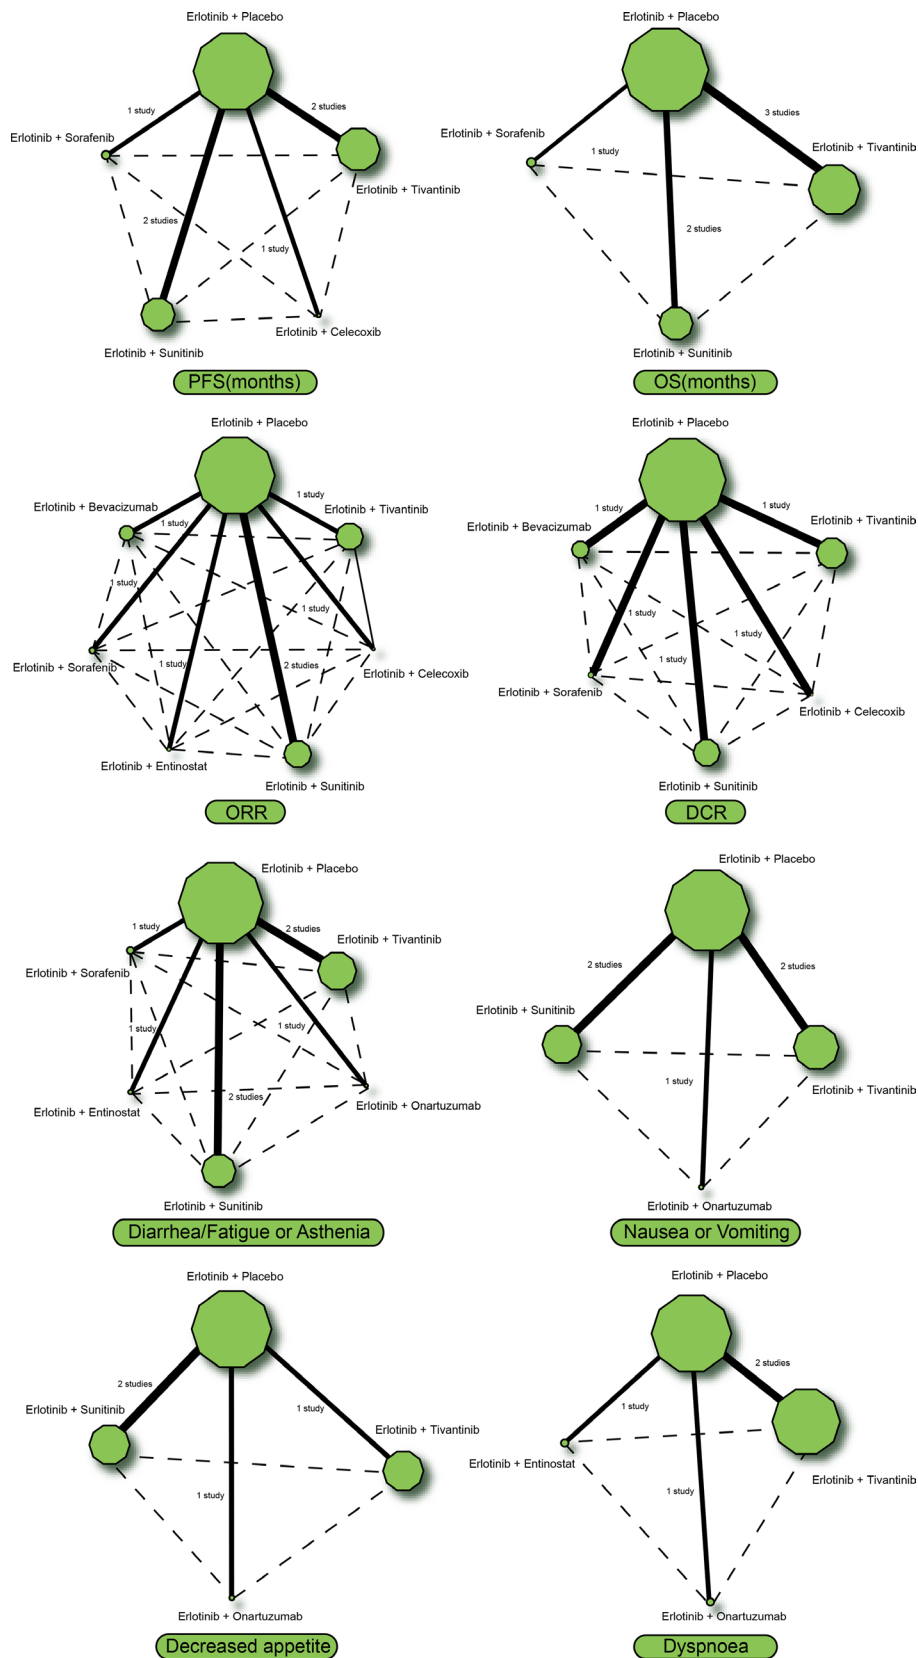 Erlotinib + Placebo
1 study
2 studies
Erlotinib + Sorafenib
Erlotinib + Tivantinib
2 studies
1 study
Erlotinib + Celecoxib
Erlotinib + Sunitinib
PFS(months)
Erlotinib + Placebo
3 studies
Erlotinib + Sorafenib
1 study
Erlotinib + Tivantinib
2 studies
Erlotinib + Sunitinib
OS(months)
Erlotinib + Placebo
1 study
Erlotinib + Bevacizumab
Erlotinib + Tivantinib
1 study
1 study
1 study
Erlotinib + Sorafenib
1 study
2 studies
Erlotinib + Celecoxib
Erlotinib + Entinostat
Erlotinib + Sunitinib
ORR
Erlotinib + Placebo
1 study
1 study
Erlotinib + Bevacizumab
Erlotinib + Tivantinib
1 study
1 study
1 study
Erlotinib + Sorafenib
Erlotinib + Celecoxib
Erlotinib + Sunitinib
DCR
Erlotinib + Placebo
1 study
2 studies
Erlotinib + Tivantinib
Erlotinib + Sorafenib
1 study
1 study
2 studies
Erlotinib + Entinostat
Erlotinib + Onartuzumab
Erlotinib + Sunitinib
Diarrhea/Fatigue or Asthenia
Erlotinib + Placebo
2 studies
2 studies
Erlotinib + Sunitinib
1 study
Erlotinib + Tivantinib
Erlotinib + Onartuzumab
Nausea or Vomiting
Erlotinib + Placebo
2 studies
1 study
Erlotinib + Sunitinib
Erlotinib + Tivantinib
1 study
Erlotinib + Onartuzumab
Decreased appetite
Erlotinib + Placebo
2 studies
1 study
Erlotinib + Entinostat
Erlotinib + Tivantinib
1 study
Erlotinib + Onartuzumab
Dyspnoea